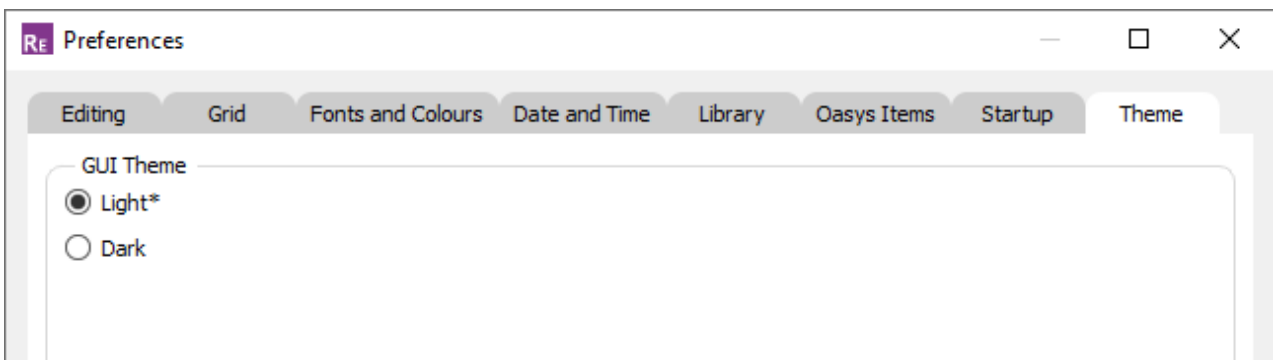 RE Preferences
Editing Grid Fonts and Colours Date and Time Library Oasys Items Startup Theme
GUI Theme
Light*
Dark